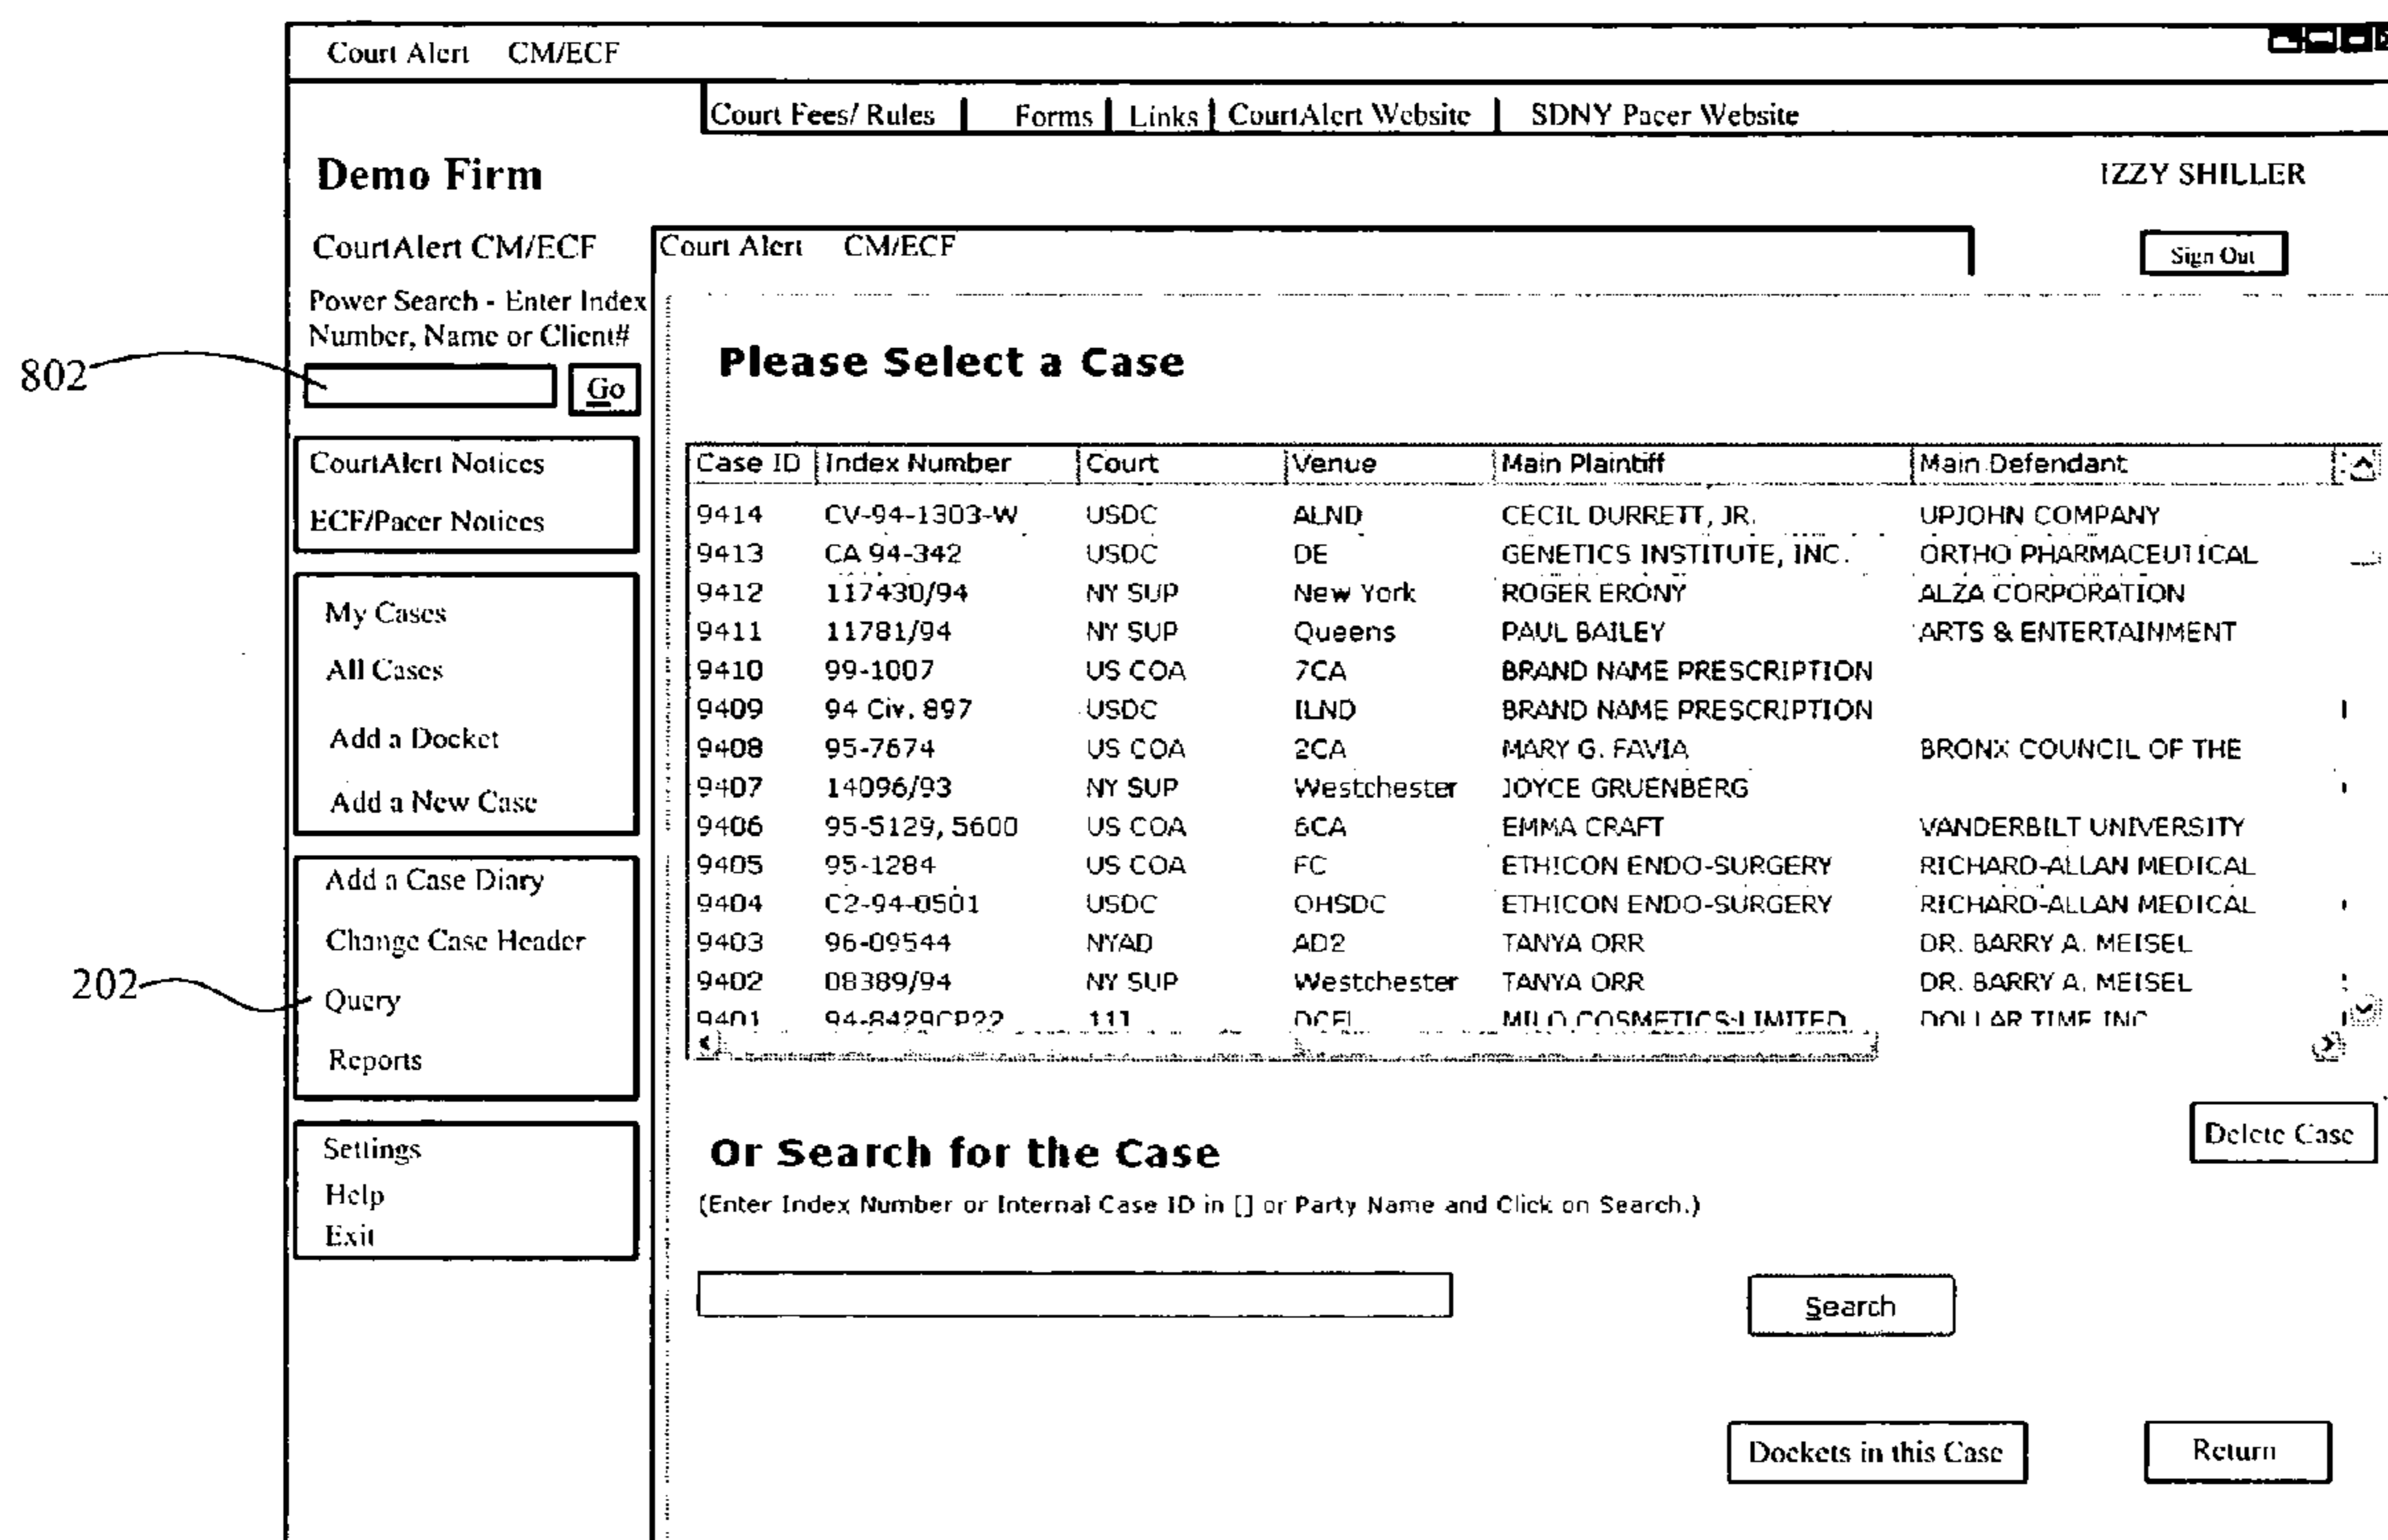 Court Alert CM/ECF
Court Fees/ Rules | Forms | Links | CourtAlert Website | SDNY Pacer Website
Demo Firm
IZZY SHILLER
CourtAlert CM/ECF
Court Alert CM/ECF
Sign Out
Power Search - Enter Index
Number, Name or Client#
802
Go
Please Select a Case
CourtAlert Notices
ECF/Pacer Notices
My Cases
All Cases
Add a Docket
Add a New Case
Add a Case Diary
Change Case Header
202
Query
Reports
Settings
Help
Exit
Case ID Index Number Court Venue Main Plaintiff Main Defendant
9414 CV-94-1303-W USDC ALND CECIL DURRETT, JR. UPJOHN COMPANY
9413 CA 94-342 USDC DE GENETICS INSTITUTE, INC. ORTHO PHARMACEUTICAL
9412 117430/94 NY SUP New York ROGER ERONY ALZA CORPORATION
9411 11781/94 NY SUP Queens PAUL BAILEY ARTS & ENTERTAINMENT
9410 99-1007 US COA 7CA BRAND NAME PRESCRIPTION
9409 94 Civ. 897 USDC ILND BRAND NAME PRESCRIPTION
9408 95-7674 US COA 2CA MARY G. FAVIA BRONX COUNCIL OF THE
9407 14096/93 NY SUP Westchester JOYCE GRUENBERG
9406 95-5129, 5600 US COA 6CA EMMA CRAFT VANDERBILT UNIVERSITY
9405 95-1284 US COA FC ETHICON ENDO-SURGERY RICHARD-ALLAN MEDICAL
9404 C2-94-0501 USDC OHSDC ETHICON ENDO-SURGERY RICHARD-ALLAN MEDICAL
9403 96-09544 NYAD AD2 TANYA ORR DR. BARRY A. MEISEL
9402 08389/94 NY SUP Westchester TANYA ORR DR. BARRY A. MEISEL
9401 94-8429CP22 MILO COSMETICS LIMITED DOLLAR TIME INC
Delete Case
Or Search for the Case
(Enter Index Number or Internal Case ID in [] or Party Name and Click on Search.)
Search
Dockets in this Case
Return